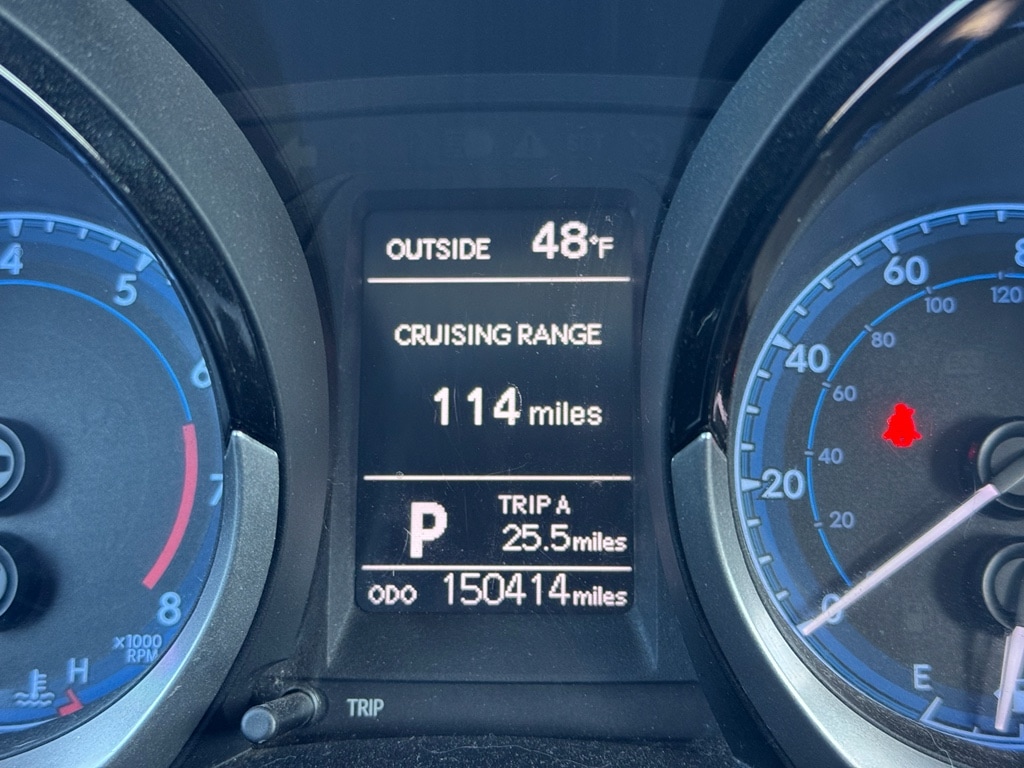 OUTSIDE 48°F
CRUISING RANGE
114 miles
P
TRIP A
25.5 miles
ODO 150414 miles
TRIP
4
5
6
7
8
x1000
RPM
H
0
20
40
60
8
20
40
60
80
100
120
E